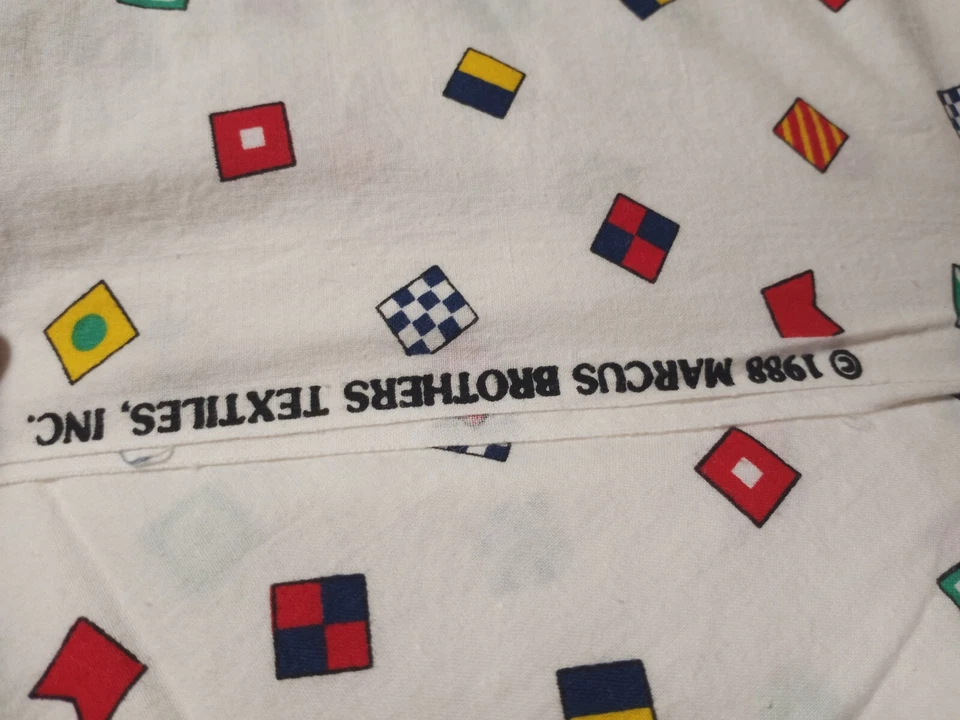 © 1988 MARCUS BROTHERS TEXTILES, INC.